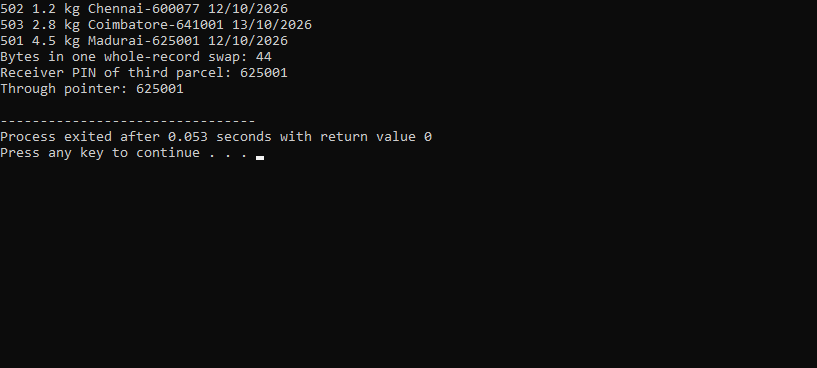 502 1.2 kg Chennai-600077 12/10/2026
503 2.8 kg Coimbatore-641001 13/10/2026
501 4.5 kg Madurai-625001 12/10/2026
Bytes in one whole-record swap: 44
Receiver PIN of third parcel: 625001
Through pointer: 625001
--------------------------------
Process exited after 0.053 seconds with return value 0
Press any key to continue . . .